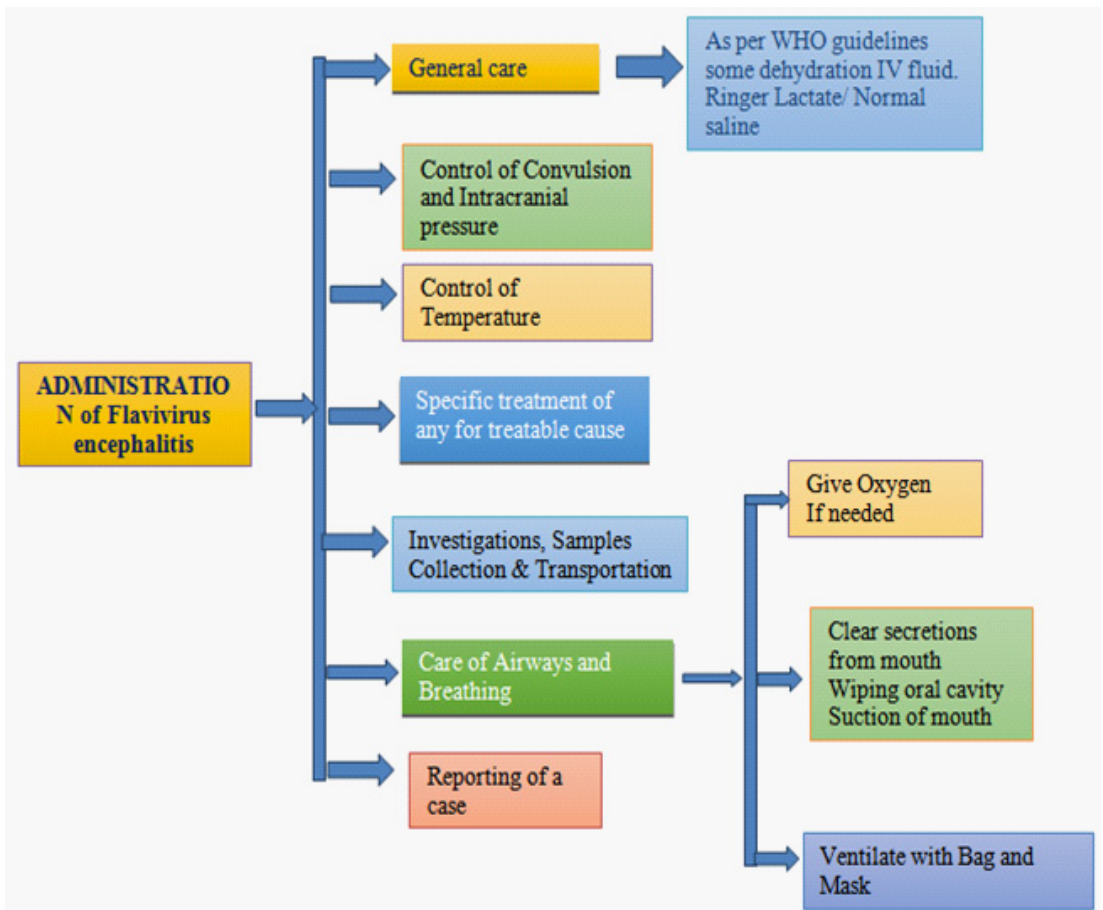 General care
As per WHO guidelines
some dehydration IV fluid.
Ringer Lactate/ Normal
saline
Control of Convulsion
and Intracranial
pressure
Control of
Temperature
ADMINISTRATIO
N of Flavivirus
encephalitis
Specific treatment of
any for treatable cause
Investigations, Samples
Collection & Transportation
Care of Airways and
Breathing
Give Oxygen
If needed
Clear secretions
from mouth
Wiping oral cavity
Suction of mouth
Ventilate with Bag and
Mask
Reporting of a
case